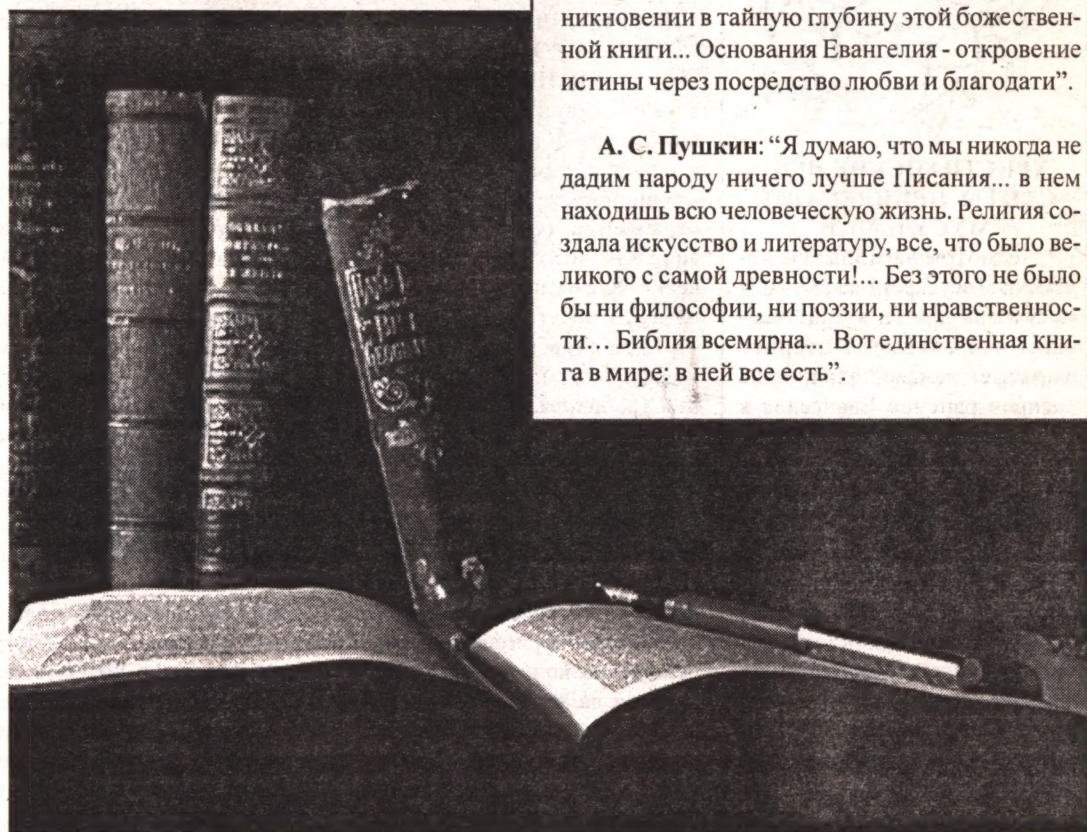 никновении в тайную глубину этой божествен-
ной книги... Основания Евангелия - откровение
истины через посредство любви и благодати”.
А. С. Пушкин: “Я думаю, что мы никогда не
дадим народу ничего лучше Писания... в нем
находишь всю человеческую жизнь. Религия со-
здала искусство и литературу, все, что было ве-
ликого с самой древности!... Без этого не было
бы ни философии, ни поэзии, ни нравственнос-
ти… Библия всемирна... Вот единственная кни-
га в мире: в ней все есть”.